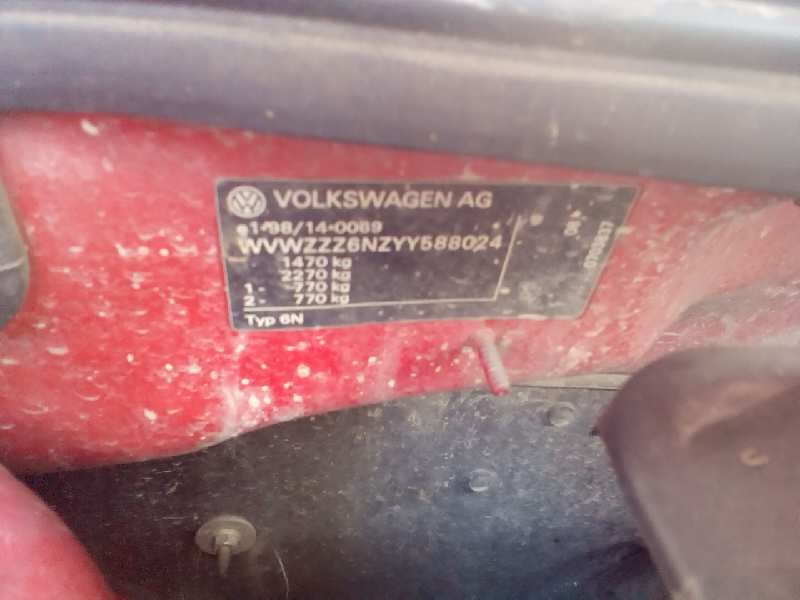 VOLKSWAGEN AG
e1*98/14*0089
WVWZZZ6NZYY588024
1470 kg
2270 kg
1 - 770 kg
2 - 770 kg
Typ 6N